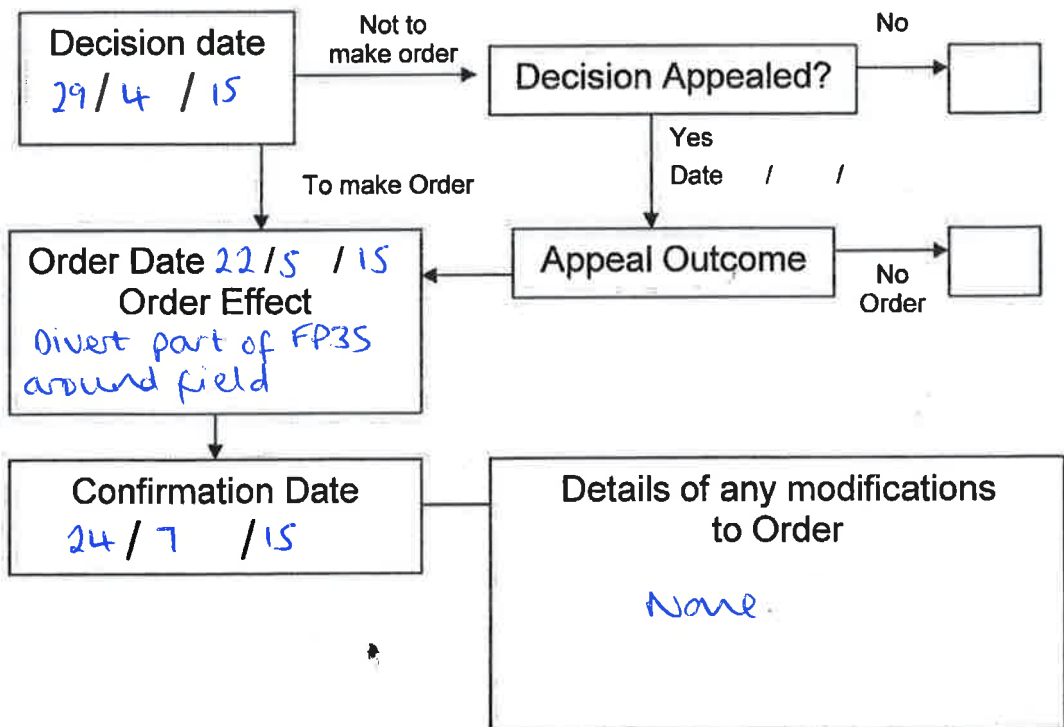 Decision date
29/4/15
Not to
make order
Decision Appealed?
No
Yes
Date / /
To make Order
Order Date 22/5/15
Order Effect
Divert part of FP35
around field
Appeal Outcome
No
Order
Confirmation Date
24/7/15
Details of any modifications
to Order
None.